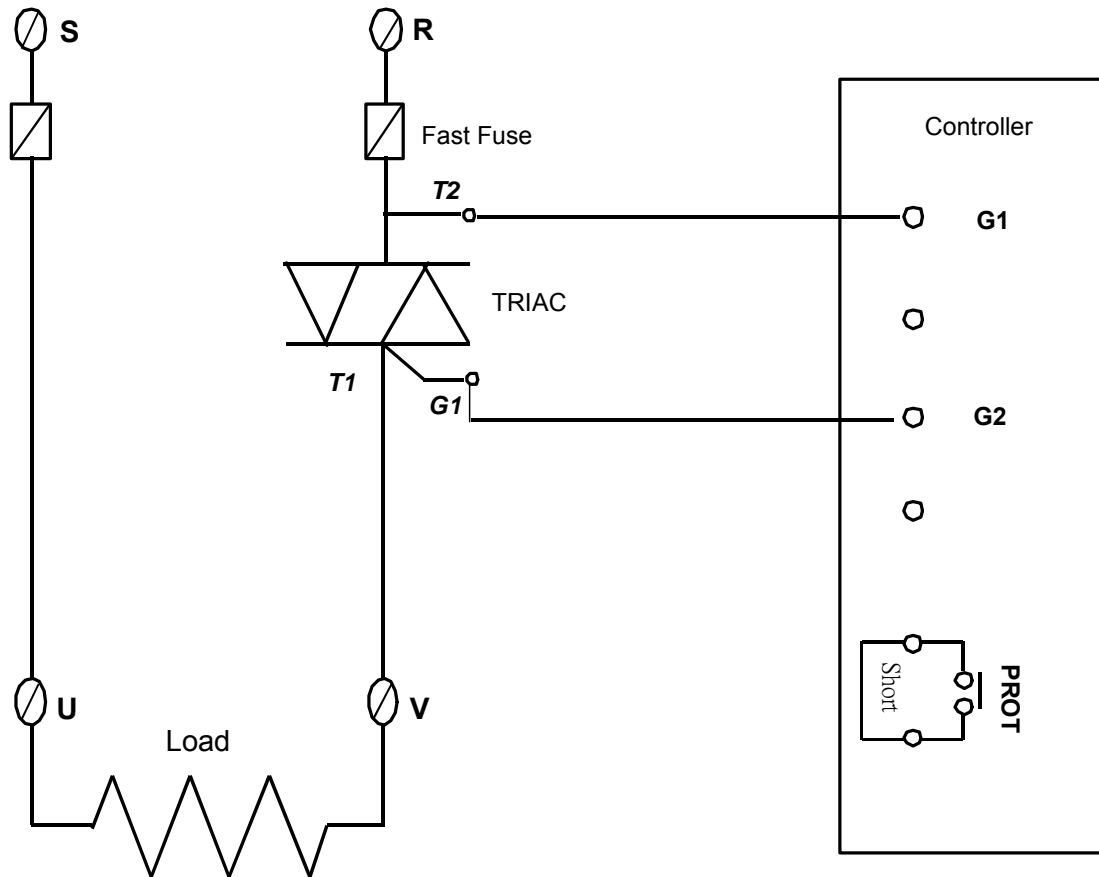 S
R
Fast Fuse
Controller
T2
G1
TRIAC
T1
G1
G2
U
V
Load
Short
PROT